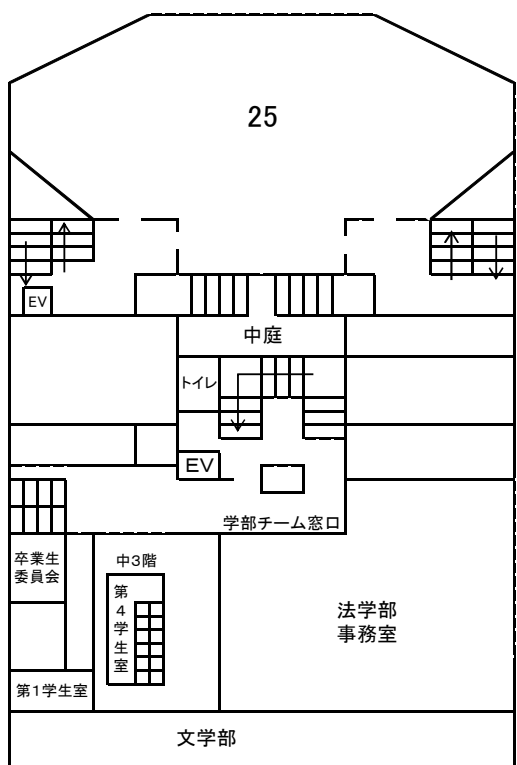 25
EV
中庭
トイレ
EV
学部チーム窓口
卒業生
委員会
中3階
第4学生室
法学部
事務室
第1学生室
文学部